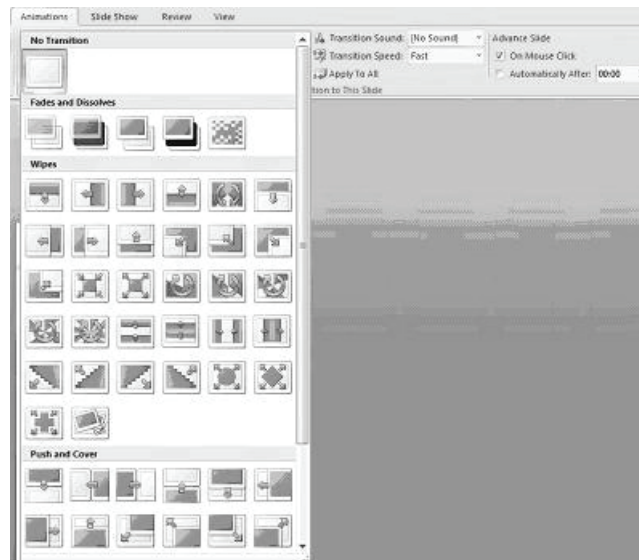 Animations Slide Show Review View
No Transition
Transition Sound: [No Sound]
Advance Slide
Transition Speed: Fast
On Mouse Click
Apply To All
Automatically After: 00:00
tion to This Slide
Fades and Dissolves
Wipes
Push and Cover